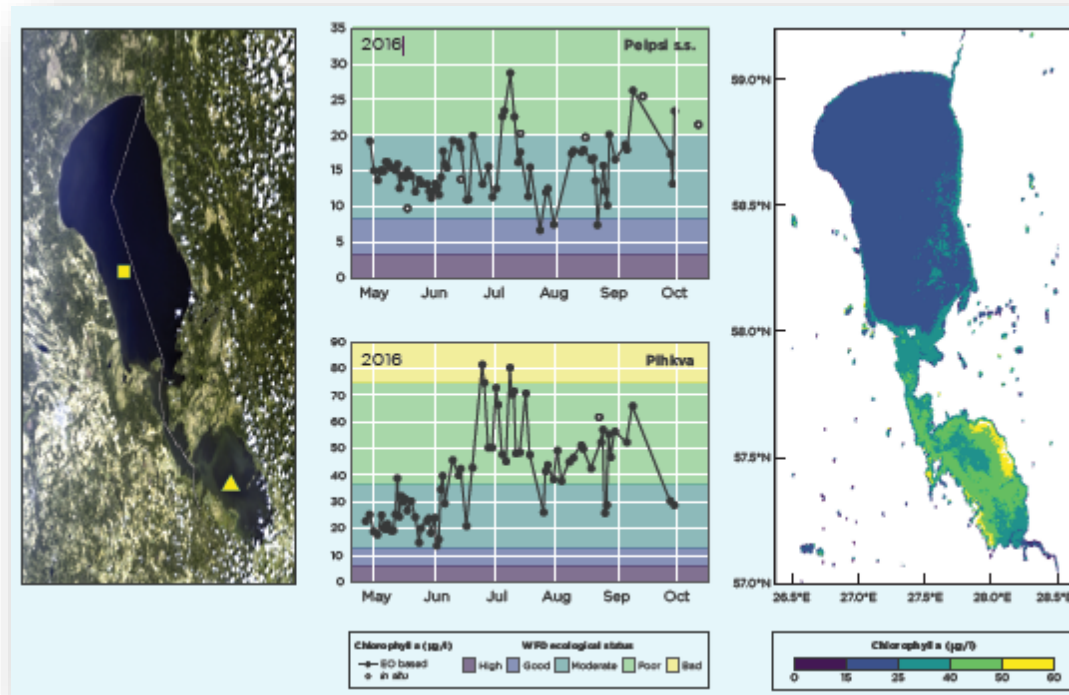 2016
Peipsi s.s.
35
30
25
20
15
10
5
0
May Jun Jul Aug Sep Oct
2016
Pihkva
90
80
70
60
50
40
30
20
10
0
May Jun Jul Aug Sep Oct
Chlorophyll a (µg/l) WFD ecological status
EO based
in situ
High Good Moderate Poor Bad
59.0°N
58.5°N
58.0°N
57.5°N
57.0°N
26.5°E 27.0°E 27.5°E 28.0°E 28.5°E
Chlorophyll a (µg/l)
0 15 25 40 50 60